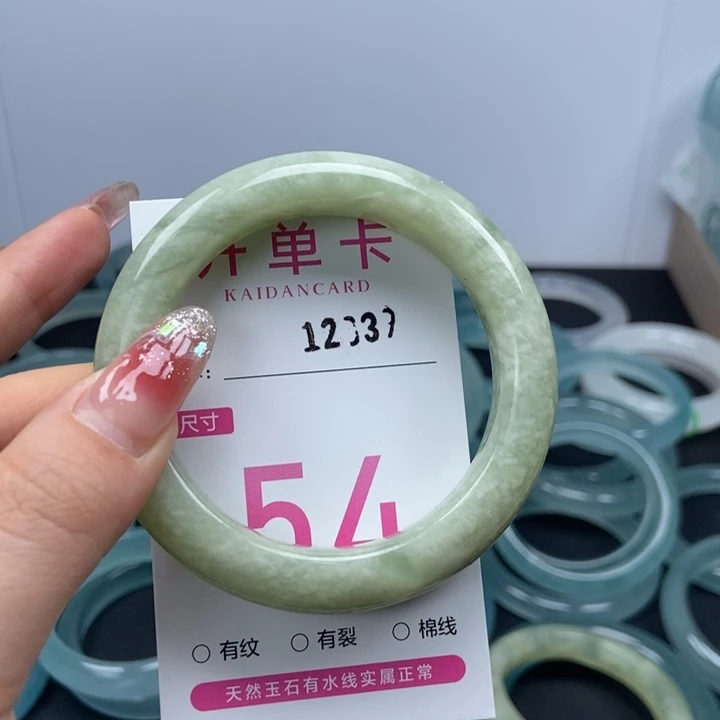 开单卡
KAIDANCARD
12337
:
尺寸
54
○ 有纹 ○ 有裂 ○ 棉线
天然玉石有水线实属正常